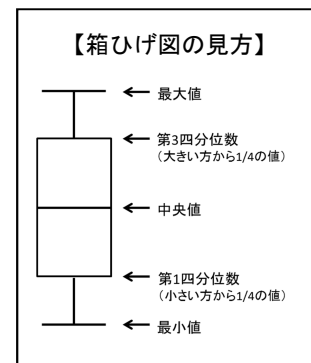 【箱ひげ図の見方】
最大値
第3四分位数
（大きい方から1/4の値）
中央値
第1四分位数
（小さい方から1/4の値）
最小値